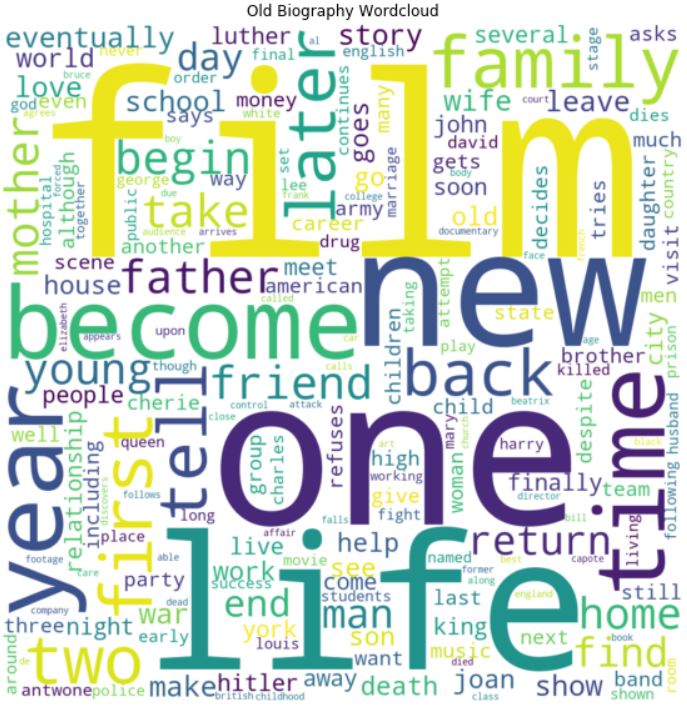 Old Biography Wordcloud
eventually
luther
story
several
asks
world
day
never
final
al
english
stage
film
family
later
love
bruce
order
school
money
continues
many
wife
leave
dies
god
even
says
white
goes
john
court
much
agrees
boy
begin
set
david
mother
hospital
forced
together
although
george
due
way
lee
frank
go
marriage
gets
body
soon
decides
tries
daughter
country
public
take
army
college
old
visit
audience
arrives
career
documentary
another
drug
face
french
scene
father
meet
attempt
new
house
american
men
called
taking
state
city
elizabeth
become
car
age
prison
appears
upon
play
brother
young
though
calls
children
back
killed
people
tell
friend
child
beatrix
despite
husband
cherie
close
control
attack
year
well
first
one
mary
church
harry
time
black
relationship
including
queen
group
charles
refuses
art
high
working
woman
discovers
follows
give
finally
following
team
long
fight
director
living
place
falls
bill
footage
affair
return
capote
care
able
live
movie
help
named
best
former
life
work
see
along
still
company
party
success
come
dead
students
england
end
man
last
book
home
three
night
war
early
york
son
king
next
two
louis
want
music
find
around
de
died
room
antwone
police
make
hitler
away
death
joan
show
band
british
childhood
class
shown